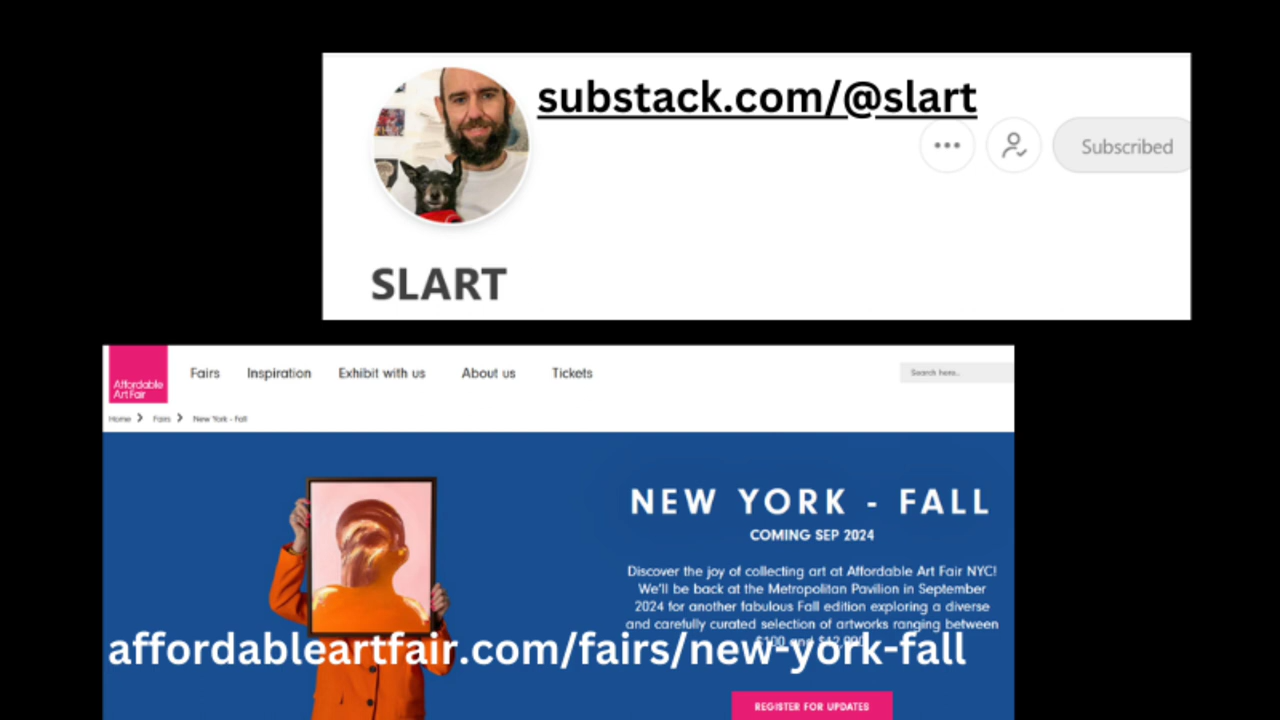 substack.com/@slart
Subscribed
SLART
Affordable
Art Fair
Fairs
Inspiration
Exhibit with us
About us
Tickets
Search here..
Home
Fairs
New York - Fall
NEW YORK - FALL
COMING SEP 2024
Discover the joy of collecting art at Affordable Art Fair NYC!
We'll be back at the Metropolitan Pavilion in September
2024 for another fabulous Fall edition exploring a diverse
and carefully curated selection of artworks ranging between
$100 and
affordableartfair.com/fairs/new-york-fall
REGISTER FOR UPDATES